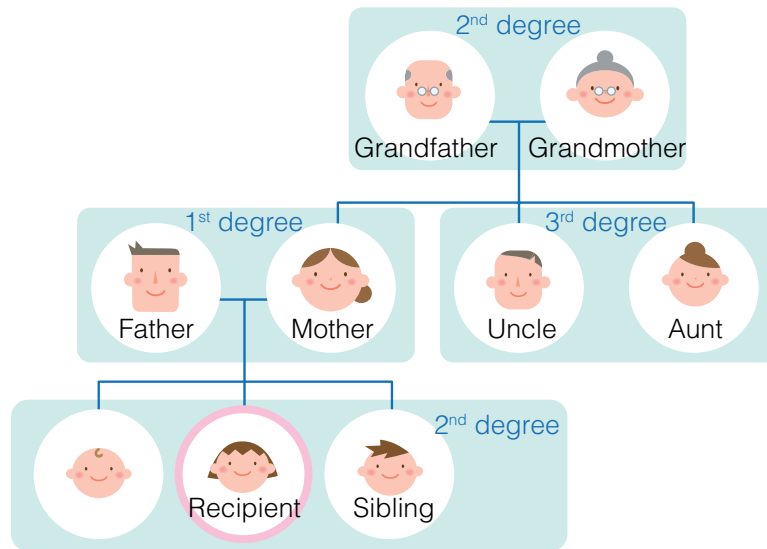 2nd degree
Grandfather
Grandmother
1st degree
3rd degree
Father
Mother
Uncle
Aunt
2nd degree
Recipient
Sibling